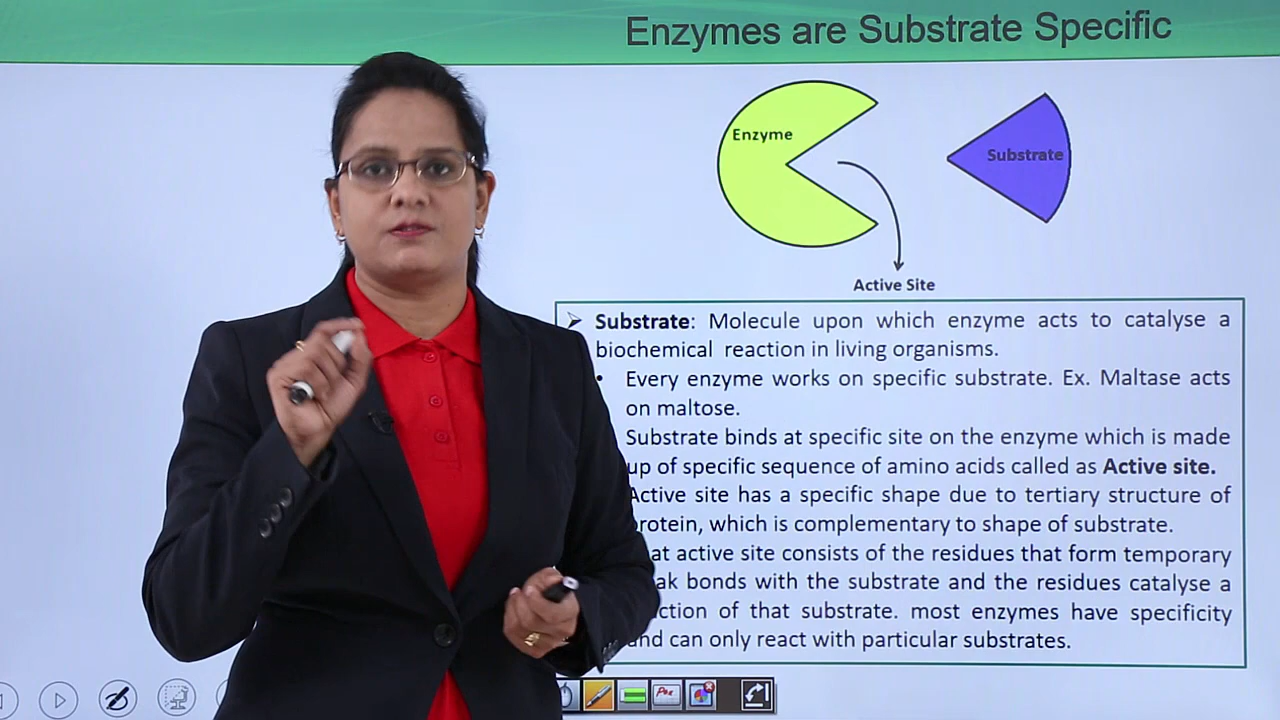 Enzymes are Substrate Specific
Enzyme
Substrate
Active Site
Substrate: Molecule upon which enzyme acts to catalyse a
biochemical reaction in living organisms.
• Every enzyme works on specific substrate. Ex. Maltase acts
on maltose.
Substrate binds at specific site on the enzyme which is made
up of specific sequence of amino acids called as Active site.
Active site has a specific shape due to tertiary structure of
protein, which is complementary to shape of substrate.
at active site consists of the residues that form temporary
bonds with the substrate and the residues catalyse a
of that substrate. most enzymes have specificity
and can only react with particular substrates.